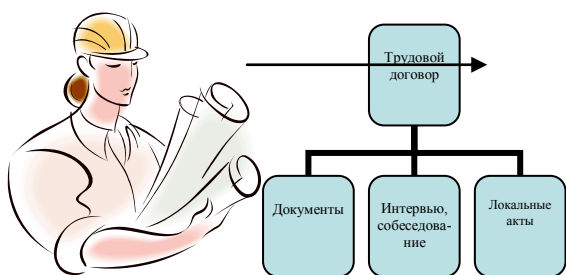 Трудовой
договор
Документы
Интервью,
собеседова-
ние
Локальные
акты